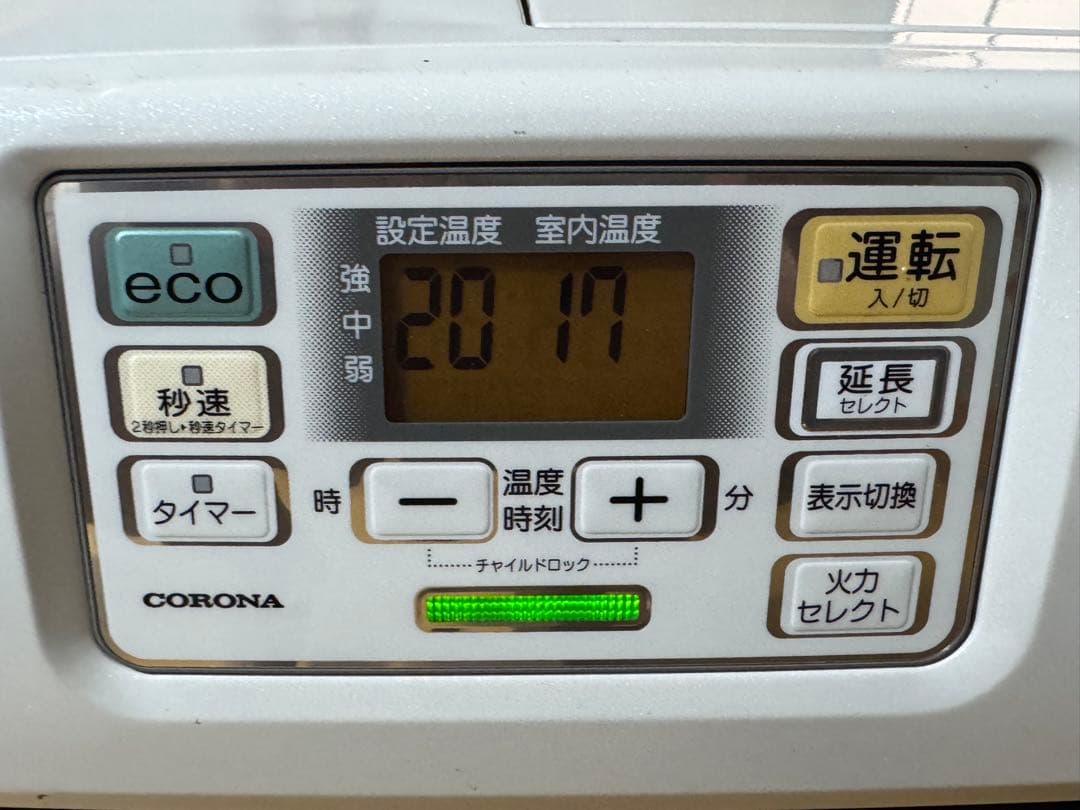 設定温度 室内温度
強
中
弱
20 17
eco
秒速
2秒押し▸秒速タイマー
タイマー
時
－
温度
時刻
＋
分
チャイルドロック
CORONA
運転
入/切
延長
セレクト
表示切換
火力
セレクト